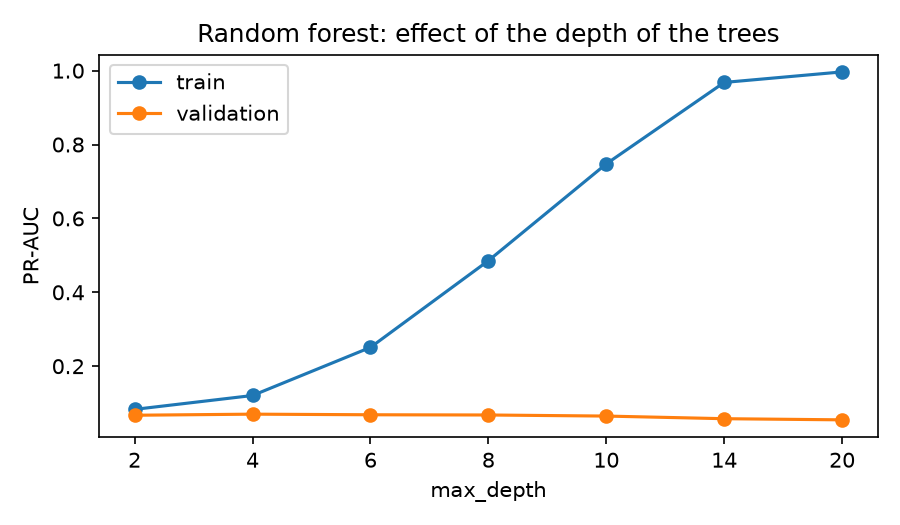 Random forest: effect of the depth of the trees
train
validation
PR-AUC
1.0
0.8
0.6
0.4
0.2
2 4 6 8 10 14 20
max_depth